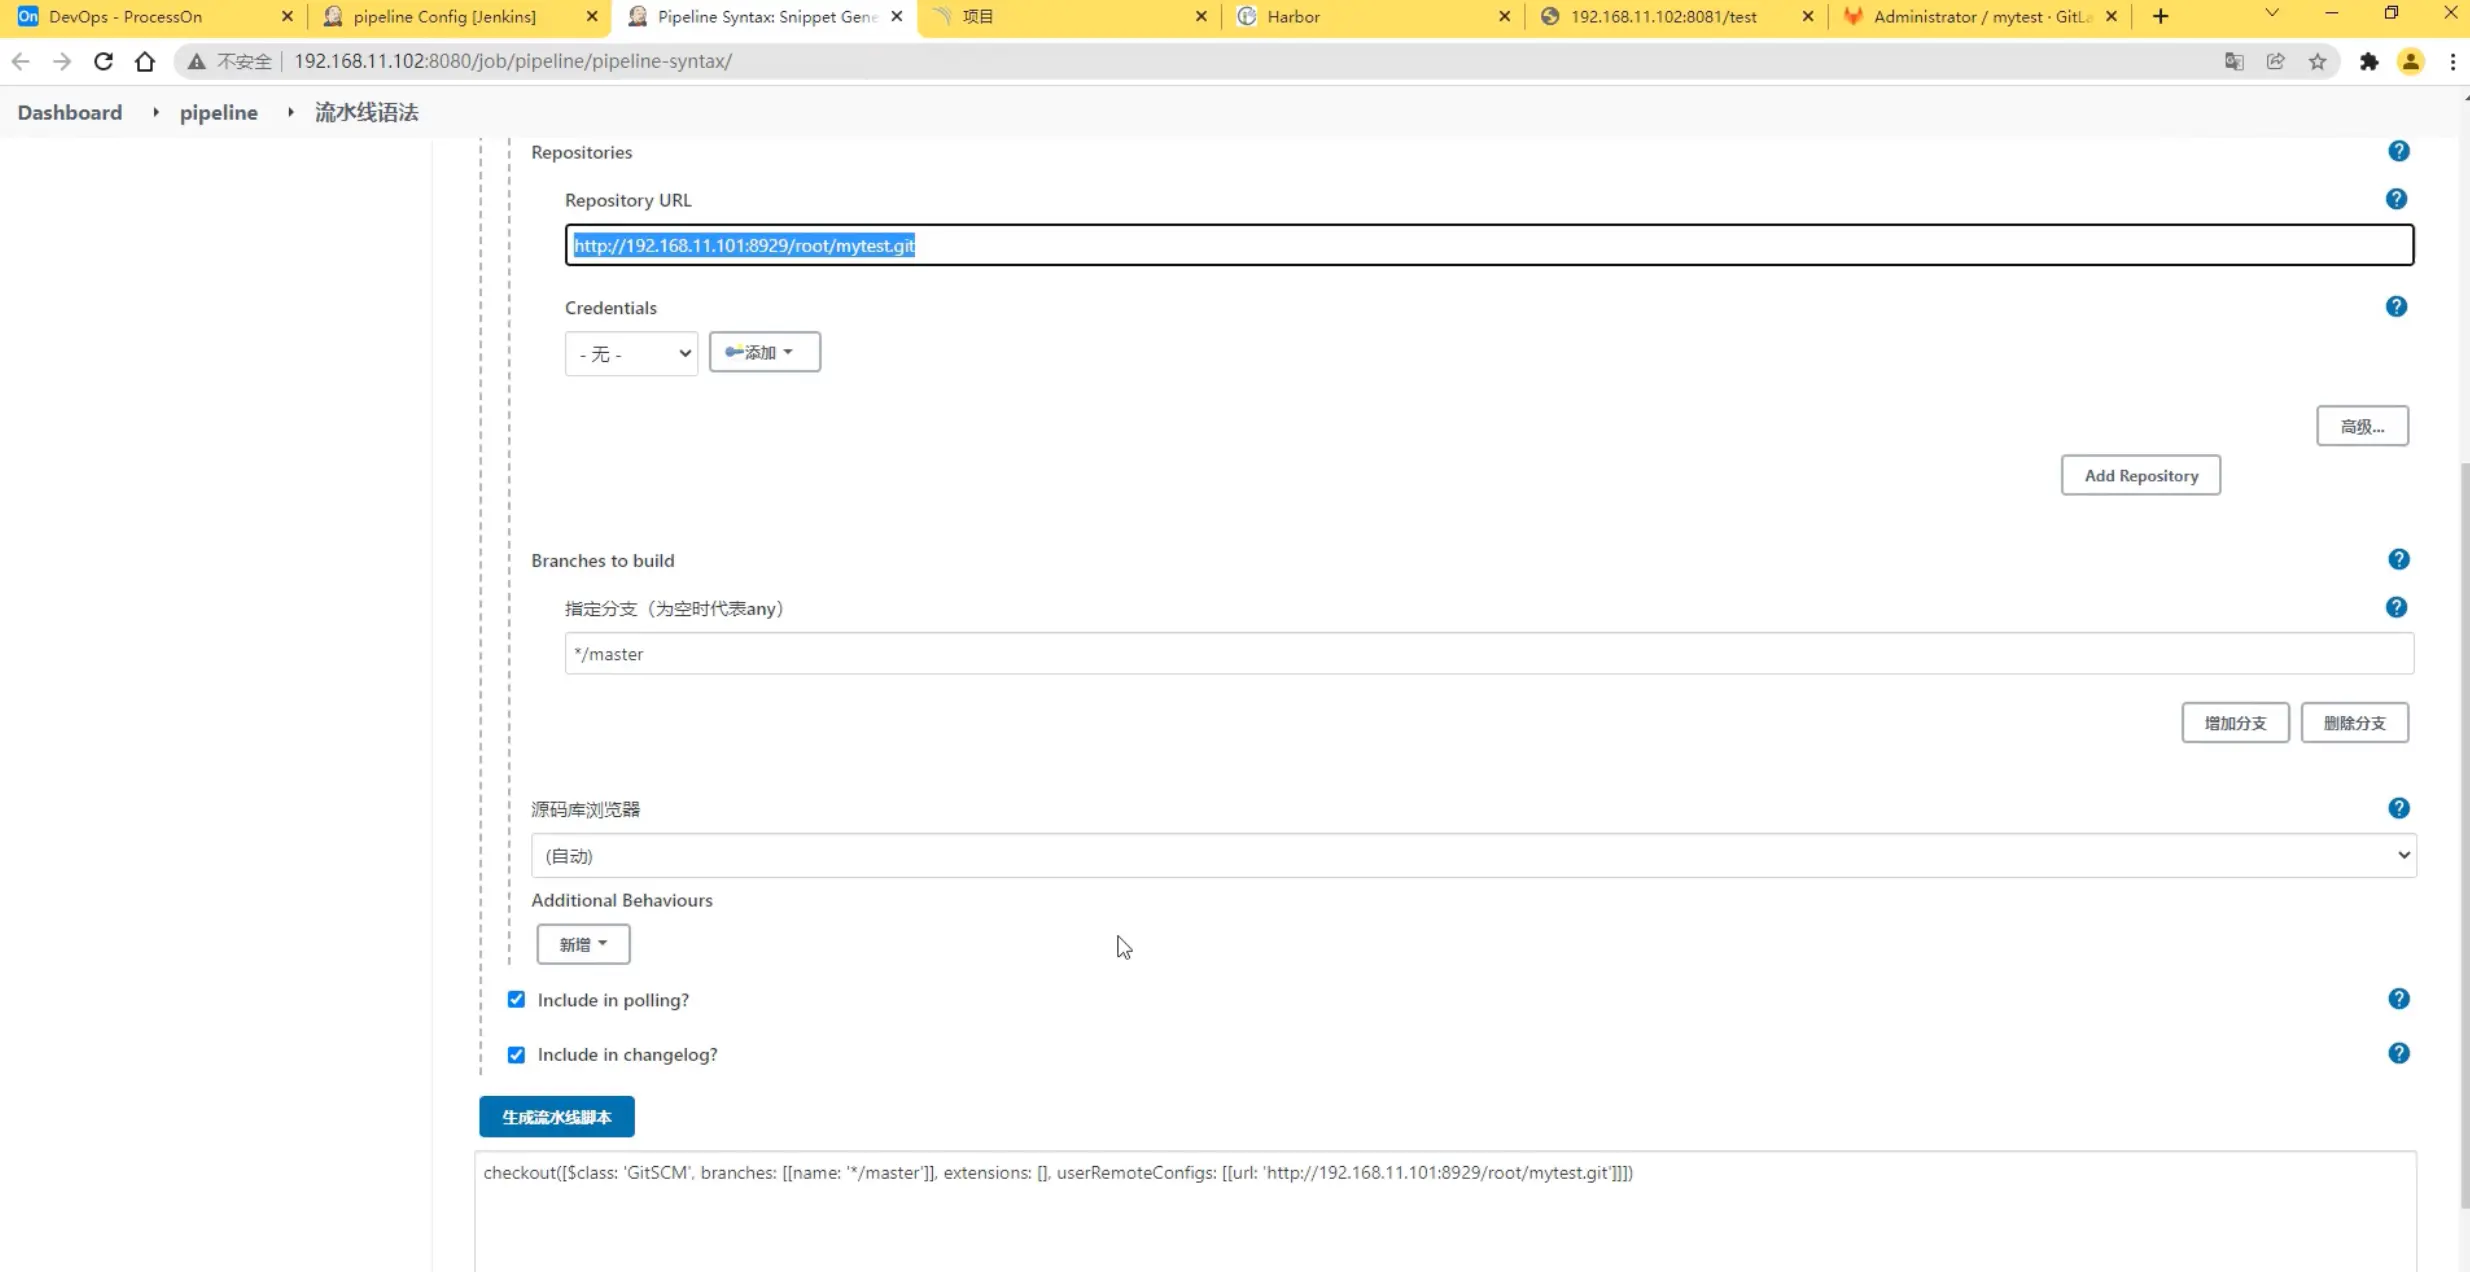 DevOps - ProcessOn
pipeline Config [Jenkins]
Pipeline Syntax: Snippet Gene
项目
Harbor
192.168.11.102:8081/test
Administrator / mytest · GitLa
不安全
192.168.11.102:8080/job/pipeline/pipeline-syntax/
Dashboard
pipeline
流水线语法
Repositories
Repository URL
http://192.168.11.101:8929/root/mytest.git
Credentials
- 无 -
添加
高级...
Add Repository
Branches to build
指定分支（为空时代表any）
*/master
增加分支
删除分支
源码库浏览器
(自动)
Additional Behaviours
新增
Include in polling?
Include in changelog?
生成流水线脚本
checkout([$class: 'GitSCM', branches: [[name: '*/master']], extensions: [], userRemoteConfigs: [[url: 'http://192.168.11.101:8929/root/mytest.git']]])